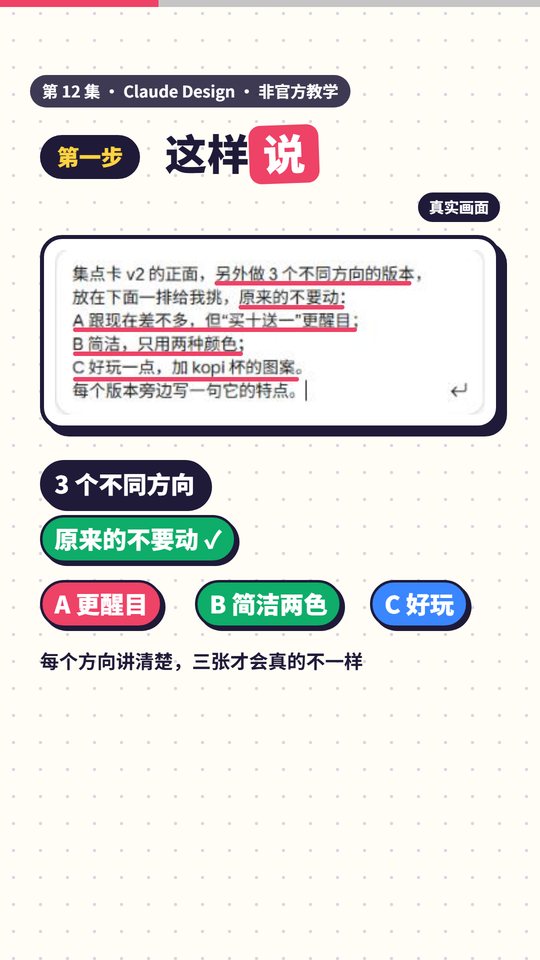 第 12 集 · Claude Design · 非官方教学
第一步 这样说
真实画面
集点卡 v2 的正面，另外做 3 个不同方向的版本，
放在下面一排给我挑，原来的不要动：
A 跟现在差不多，但“买十送一”更醒目；
B 简洁，只用两种颜色；
C 好玩一点，加 kopi 杯的图案。
每个版本旁边写一句它的特点。
3 个不同方向
原来的不要动 ✓
A 更醒目 B 简洁两色 C 好玩
每个方向讲清楚，三张才会真的不一样